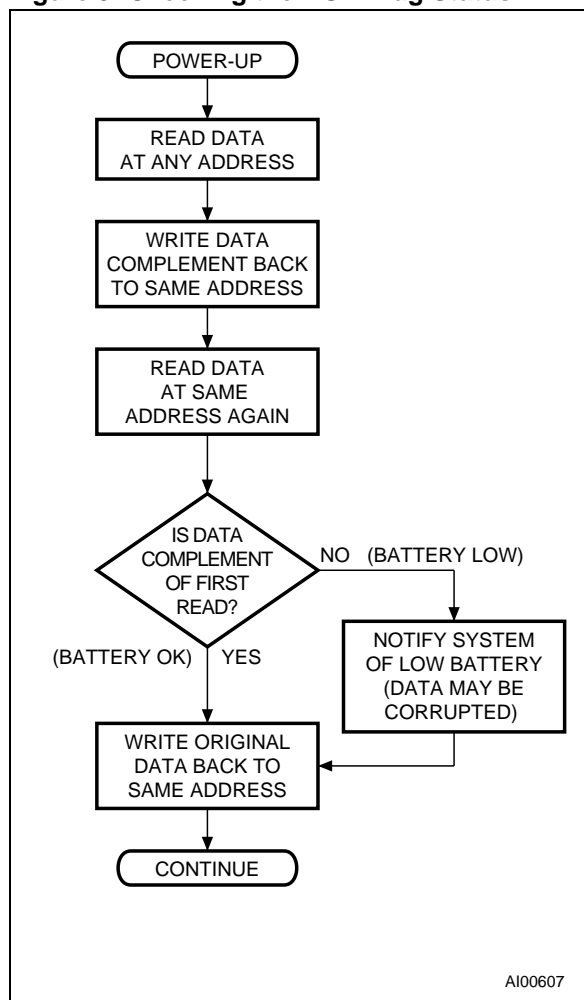 POWER-UP
READ DATA
AT ANY ADDRESS
WRITE DATA
COMPLEMENT BACK
TO SAME ADDRESS
READ DATA
AT SAME
ADDRESS AGAIN
IS DATA
COMPLEMENT
OF FIRST
READ?
NO (BATTERY LOW)
(BATTERY OK) YES
NOTIFY SYSTEM
OF LOW BATTERY
(DATA MAY BE
CORRUPTED)
WRITE ORIGINAL
DATA BACK TO
SAME ADDRESS
CONTINUE
AI00607